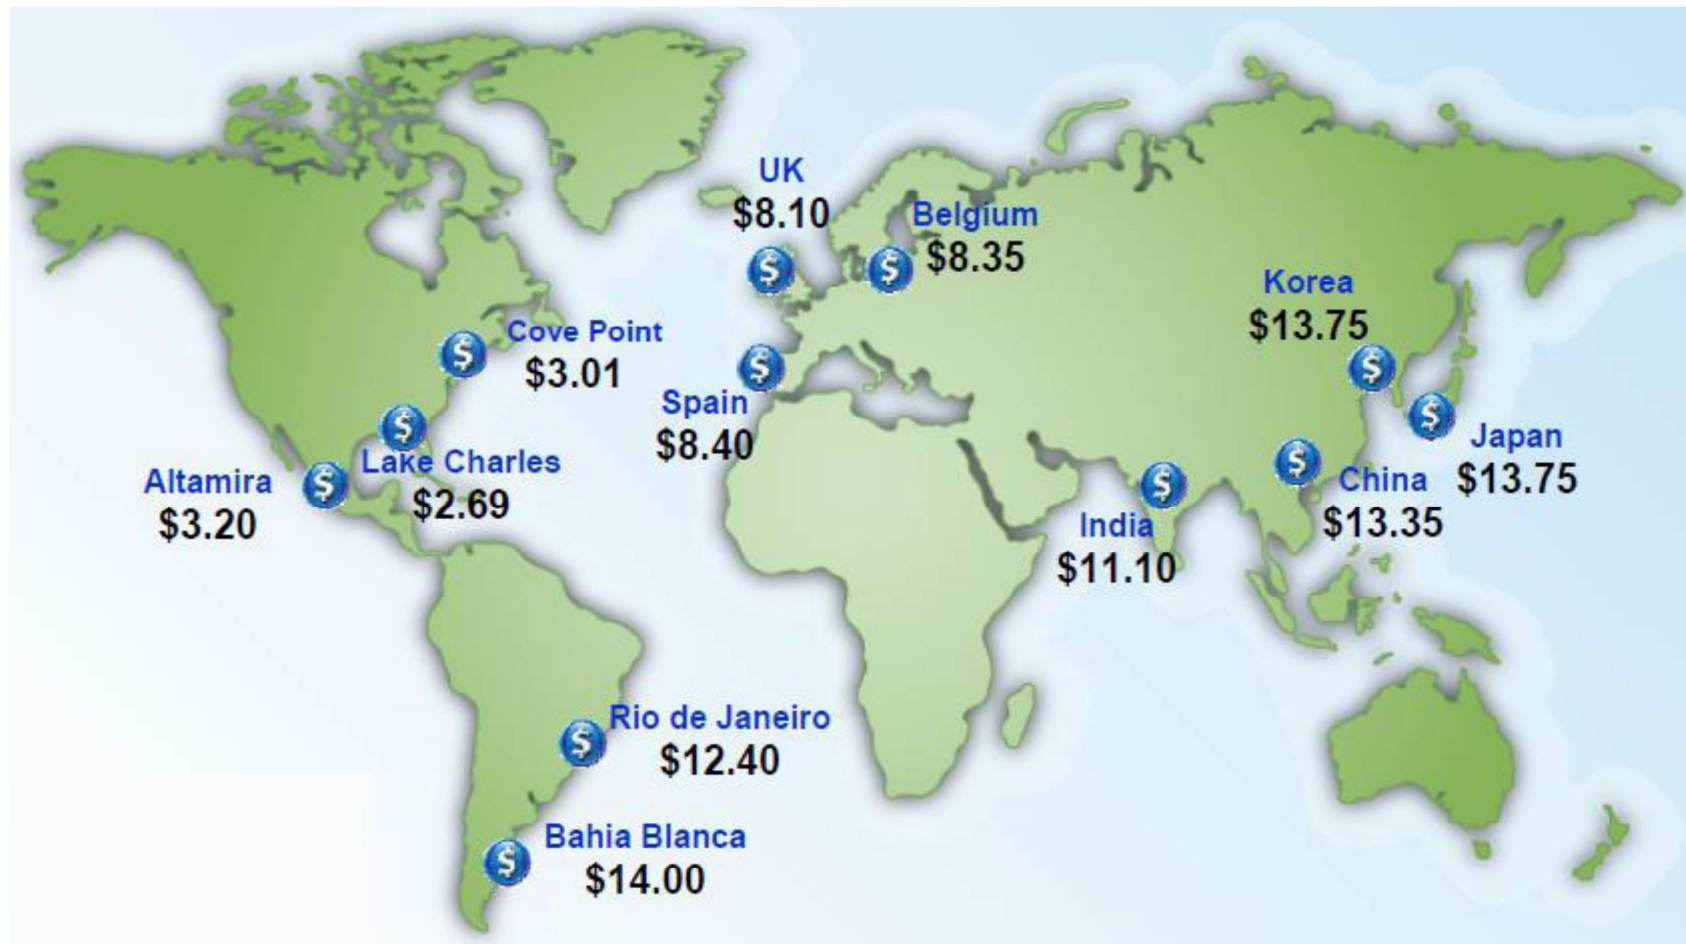 UK
$8.10
Belgium
$8.35
Korea
$13.75
Cove Point
$3.01
Spain
$8.40
Japan
$13.75
Lake Charles
$2.69
Altamira
$3.20
China
$13.35
India
$11.10
Rio de Janeiro
$12.40
Bahia Blanca
$14.00